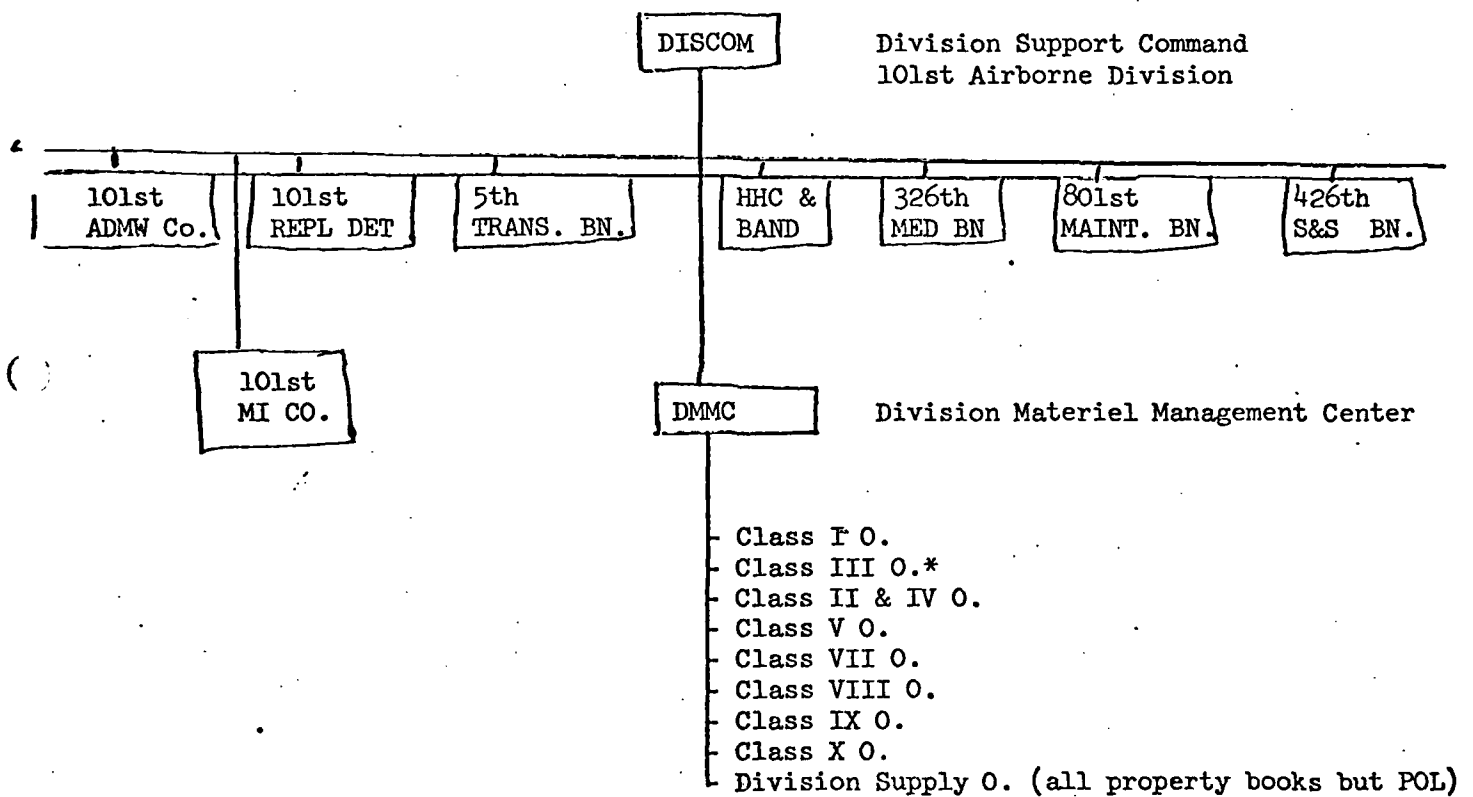 DISCOM
Division Support Command
101st Airborne Division
101st
ADMW Co.
101st
REPL DET
5th
TRANS. BN.
HHC &
BAND
326th
MED BN
801st
MAINT. BN.
426th
S&S BN.
101st
MI CO.
DMMC
Division Materiel Management Center
Class I O.
Class III O.*
Class II & IV O.
Class V O.
Class VII O.
Class VIII O.
Class IX O.
Class X O.
Division Supply O. (all property books but POL)